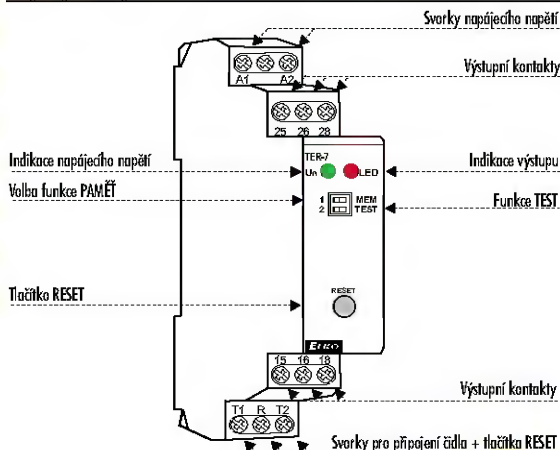 Svorky napájecího napětí
A1 A2
Výstupní kontakty
25 26 28
Indikace napájecího napětí
TER-7
Un LED
Indikace výstupu
Volba funkce PAMĚŤ
1 MEM
2 TEST
Funkce TEST
Tlačítko RESET
RESET
ELKO
15 16 18
Výstupní kontakty
T1 R T2
Svorky pro připojení čidla + tlačítka RESET